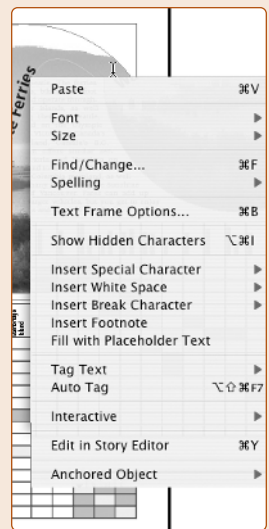 e Ferries
Paste ⌘V
Font
Size
Find/Change... ⌘F
Spelling
Text Frame Options... ⌘B
Show Hidden Characters ⌥⌘I
Insert Special Character
Insert White Space
Insert Break Character
Insert Footnote
Fill with Placeholder Text
Tag Text
Auto Tag ⌥⇧⌘F7
Interactive
Edit in Story Editor ⌘Y
Anchored Object